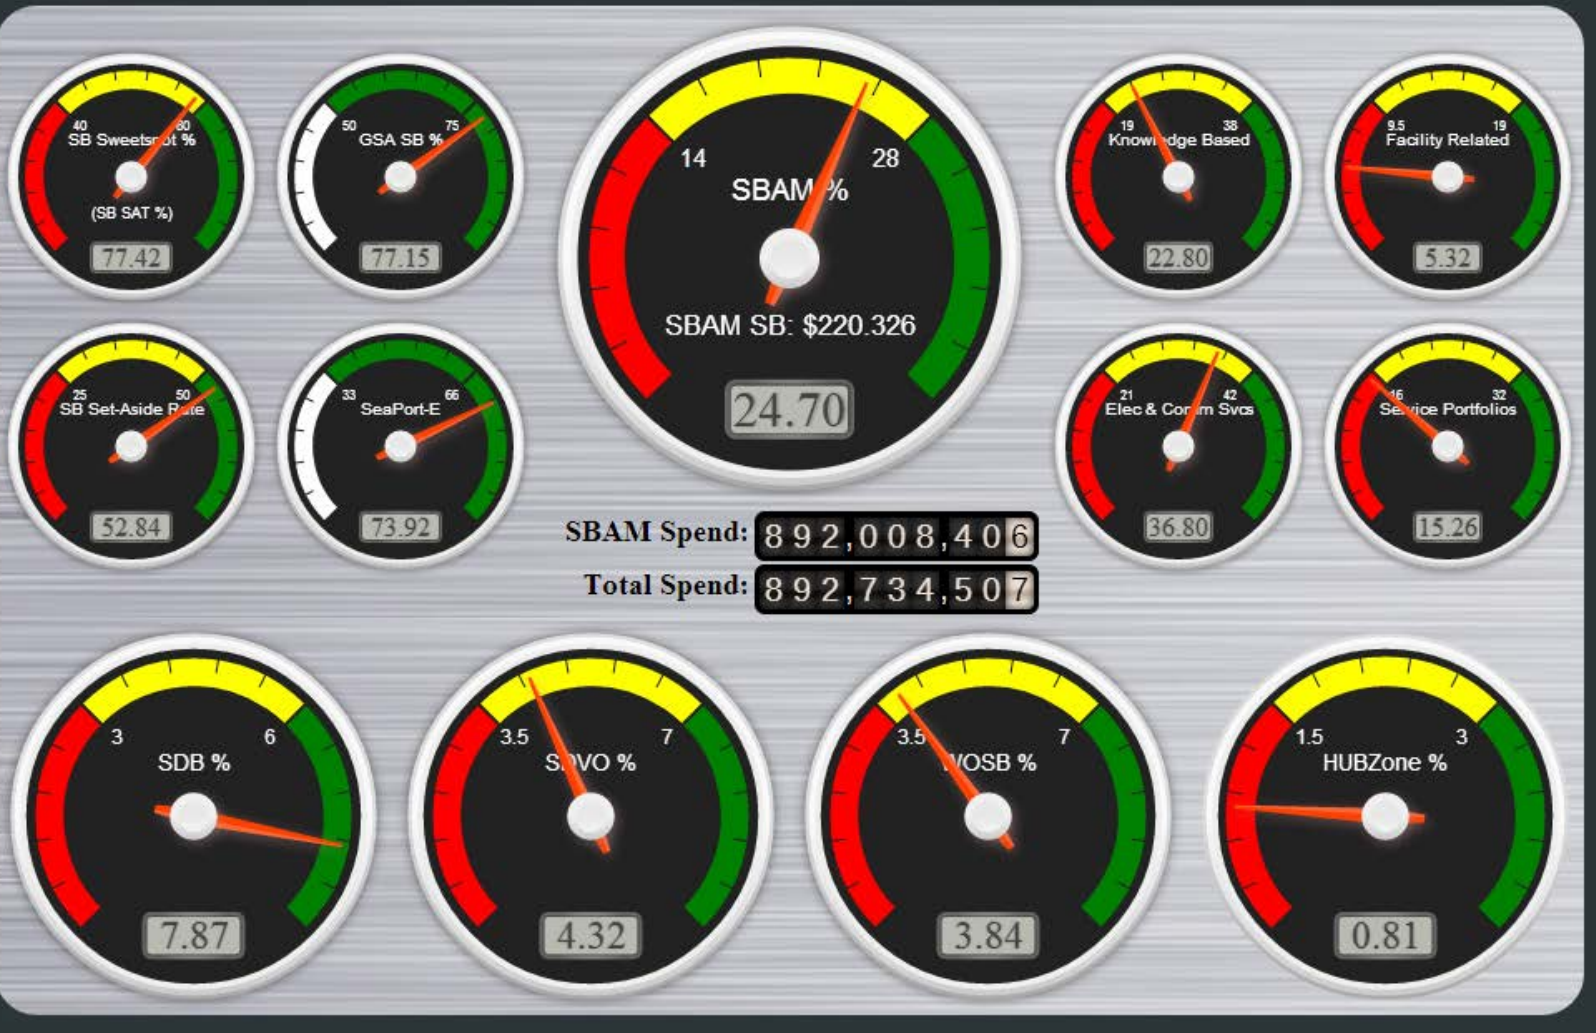 40 80
SB Sweetspot %
(SB SAT %)
77.42
50 75
GSA SB %
77.15
14 28
SBAM %
SBAM SB: $220.326
24.70
19 38
Knowledge Based
22.80
9.5 19
Facility Related
5.32
25 50
SB Set-Aside Rate
52.84
33 66
SeaPort-E
73.92
21 42
Elec & Comm Svcs
36.80
16 32
Service Portfolios
15.26
SBAM Spend: 892,008,406
Total Spend: 892,734,507
3 6
SDB %
7.87
3.5 7
SDVO %
4.32
3.5 7
WOSB %
3.84
1.5 3
HUBZone %
0.81